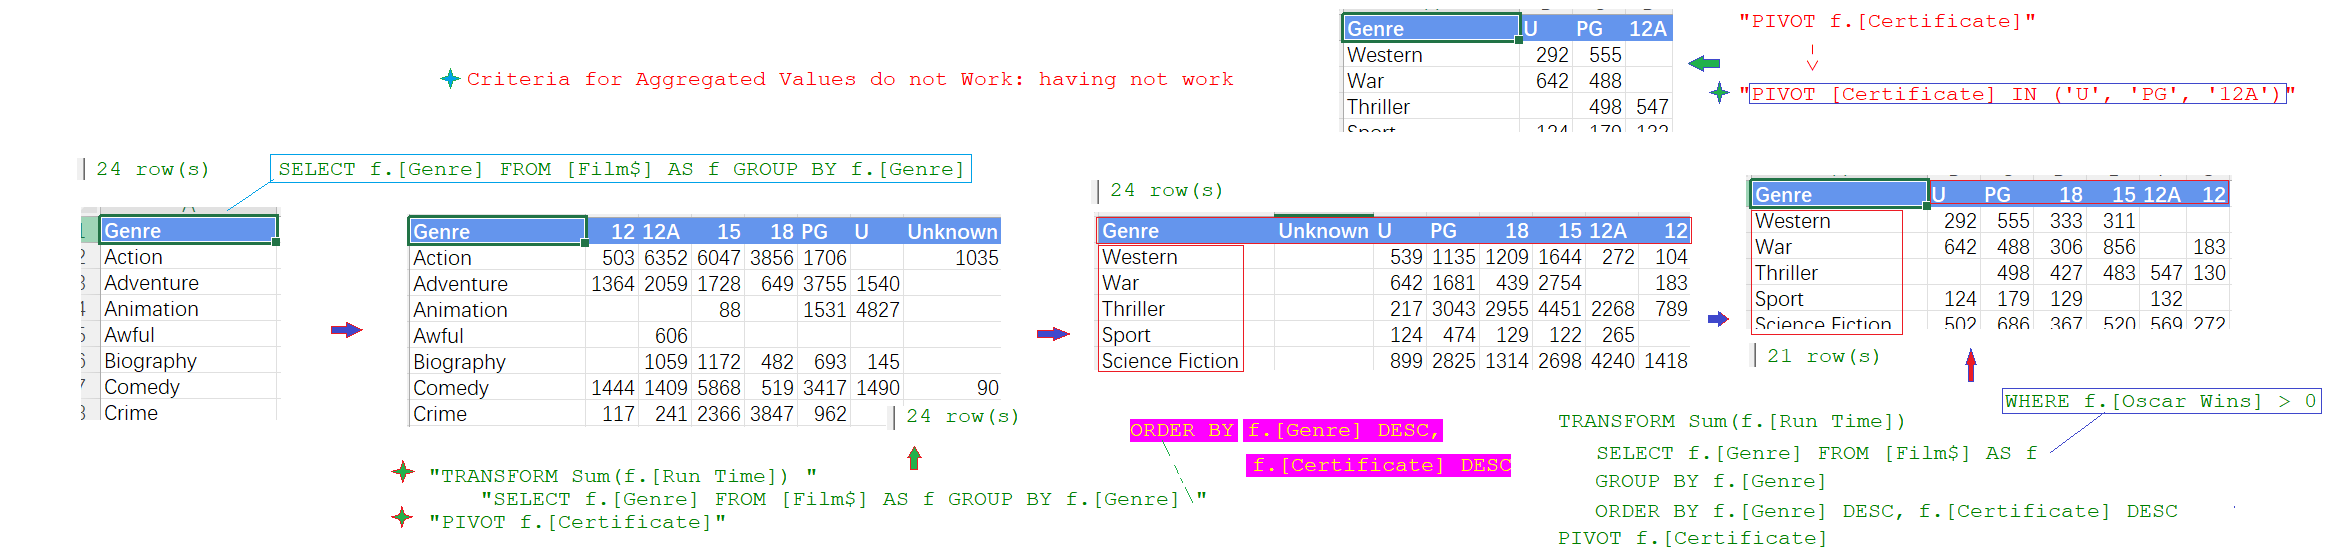 Genre U PG 12A
Western 292 555
War 642 488
Thriller 498 547
Sport 124 179 132
"PIVOT f.[Certificate]"
"PIVOT [Certificate] IN ('U', 'PG', '12A')"
Criteria for Aggregated Values do not Work: having not work
24 row(s)
SELECT f.[Genre] FROM [Film$] AS f GROUP BY f.[Genre]
Genre
Action
Adventure
Animation
Awful
Biography
Comedy
Crime
Genre 12 12A 15 18 PG U Unknown
Action 503 6352 6047 3856 1706 1035
Adventure 1364 2059 1728 649 3755 1540
Animation 88 1531 4827
Awful 606
Biography 1059 1172 482 693 145
Comedy 1444 1409 5868 519 3417 1490 90
Crime 117 241 2366 3847 962
24 row(s)
"TRANSFORM Sum(f.[Run Time]) "
"SELECT f.[Genre] FROM [Film$] AS f GROUP BY f.[Genre] "
"PIVOT f.[Certificate]"
24 row(s)
Genre Unknown U PG 18 15 12A 12
Western 539 1135 1209 1644 272 104
War 642 1681 439 2754 183
Thriller 217 3043 2955 4451 2268 789
Sport 124 474 129 122 265
Science Fiction 899 2825 1314 2698 4240 1418
ORDER BY f.[Genre] DESC,
f.[Certificate] DESC
Genre U PG 18 15 12A 12
Western 292 555 333 311
War 642 488 306 856 183
Thriller 498 427 483 547 130
Sport 124 179 129 132
Science Fiction 502 686 367 520 569 272
21 row(s)
WHERE f.[Oscar Wins] > 0
TRANSFORM Sum(f.[Run Time])
SELECT f.[Genre] FROM [Film$] AS f
GROUP BY f.[Genre]
ORDER BY f.[Genre] DESC, f.[Certificate] DESC
PIVOT f.[Certificate]